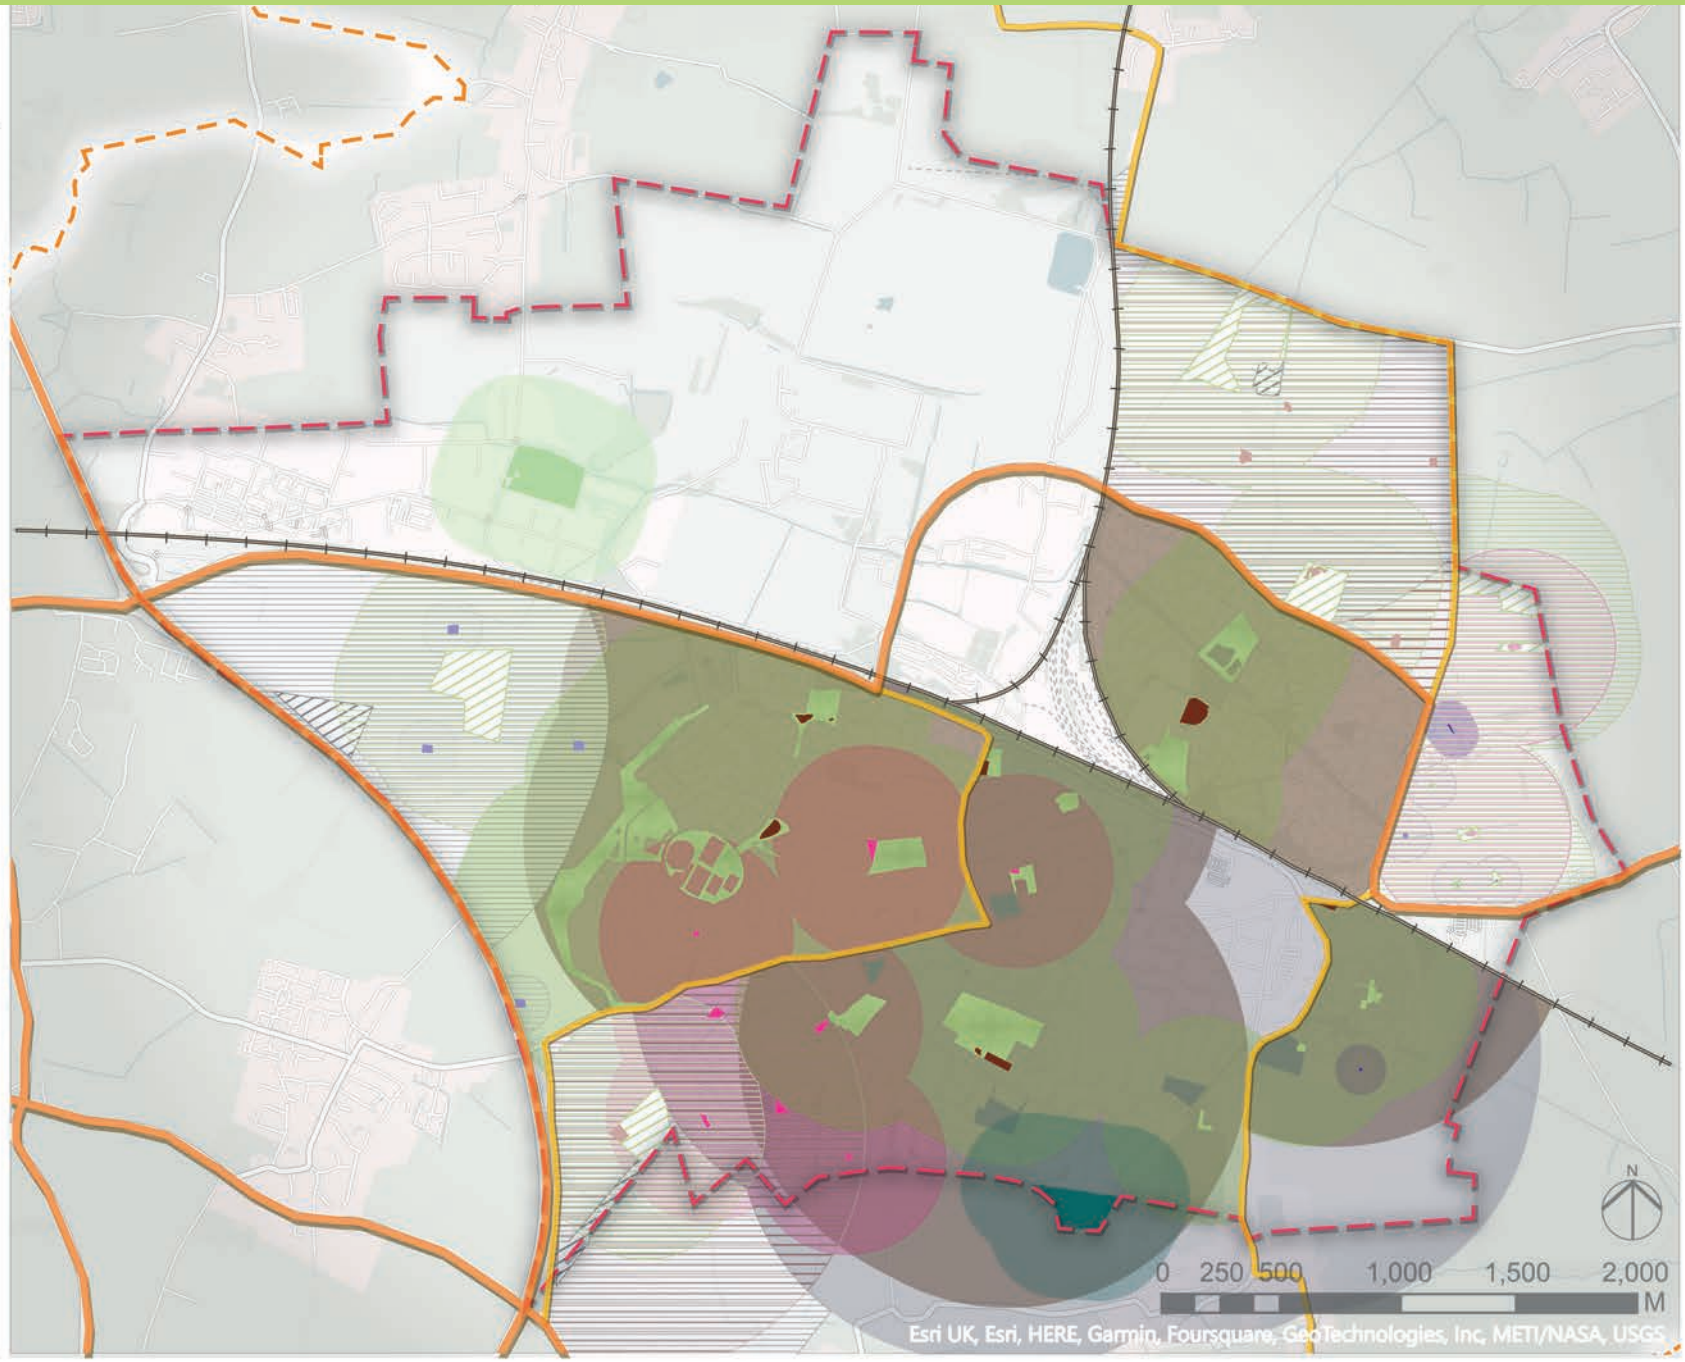 N
0 250 500 1,000 1,500 2,000
M
Esri UK, Esri, HERE, Garmin, Foursquare, GeoTechnologies, Inc, METI/NASA, USGS